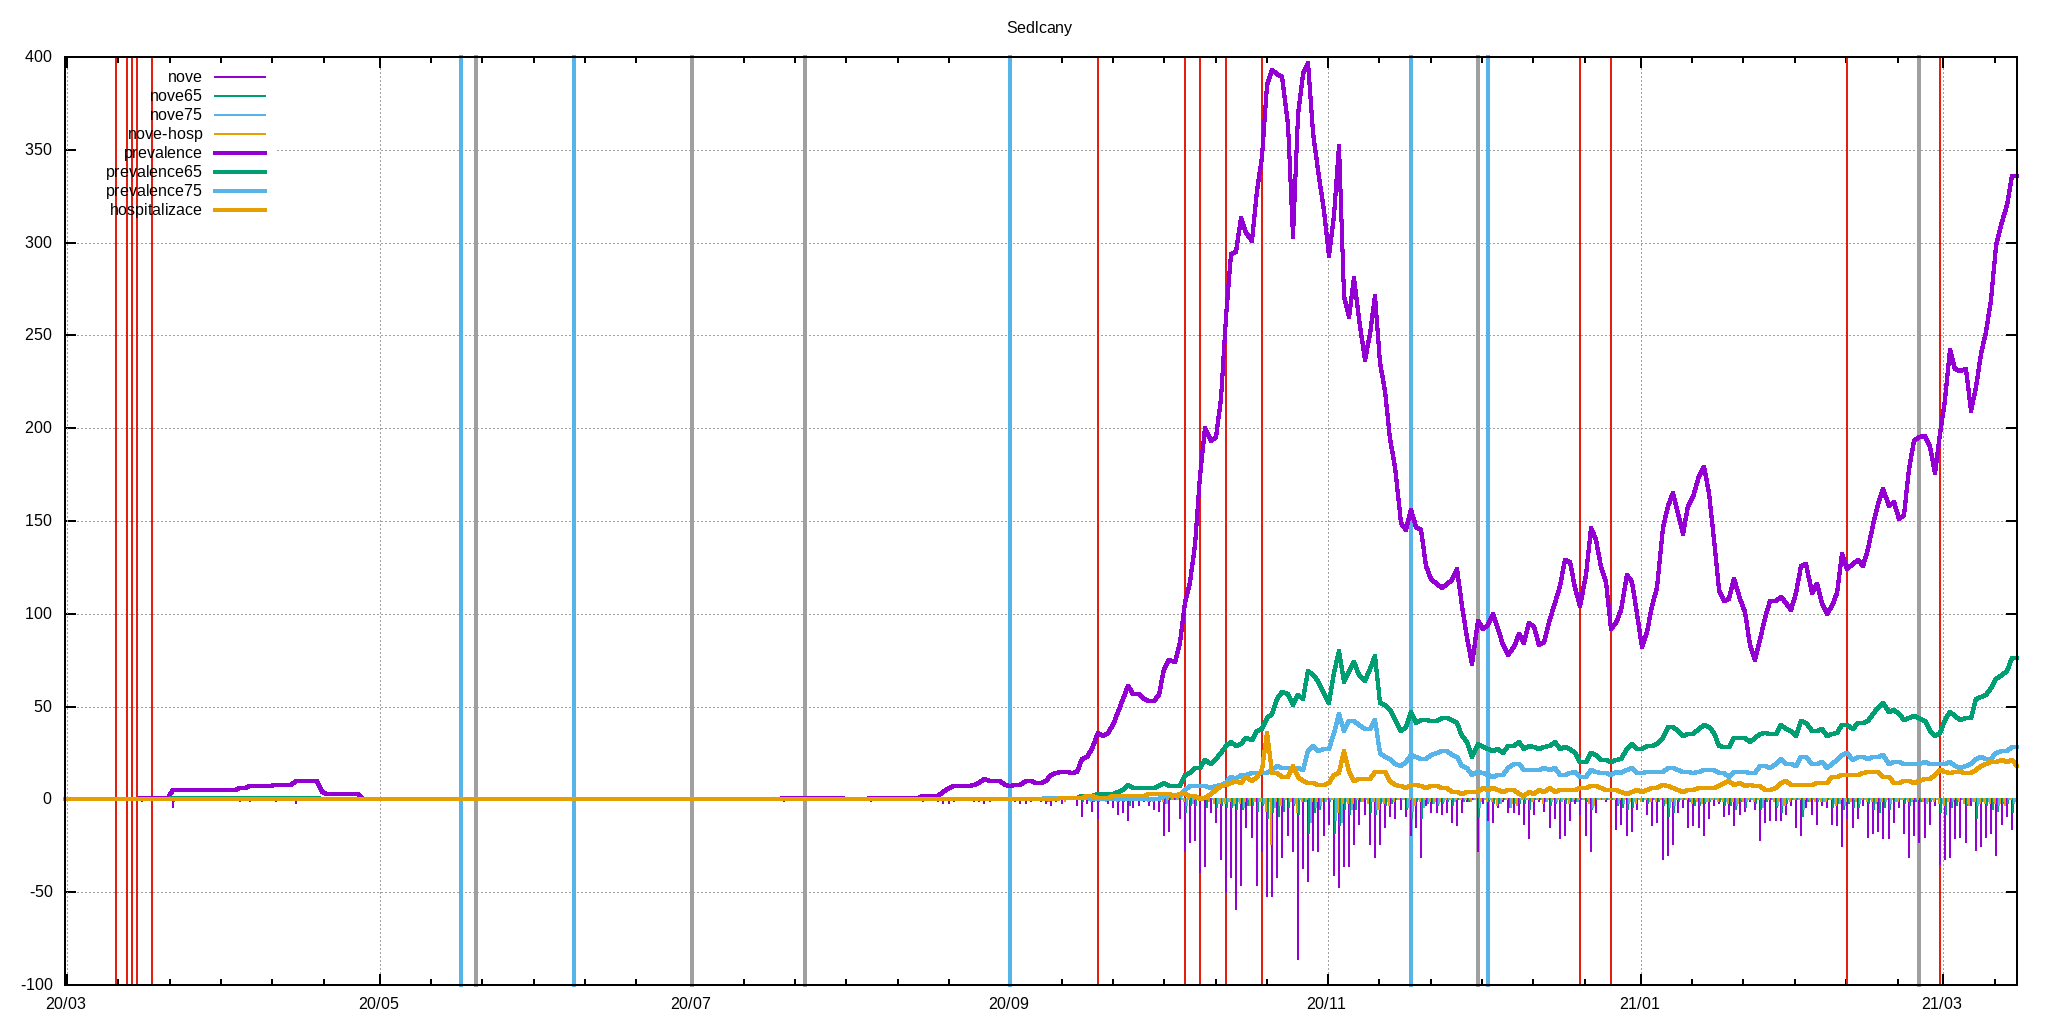 Sedlcany
400
350
300
250
200
150
100
50
0
-50
-100
nove
nove65
nove75
nove-hosp
prevalence
prevalence65
prevalence75
hospitalizace
20/03 20/05 20/07 20/09 20/11 21/01 21/03